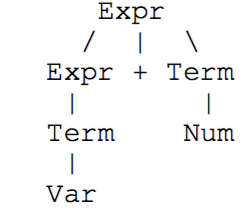 Expr
/ | \
Expr + Term
| |
Term Num
|
Var